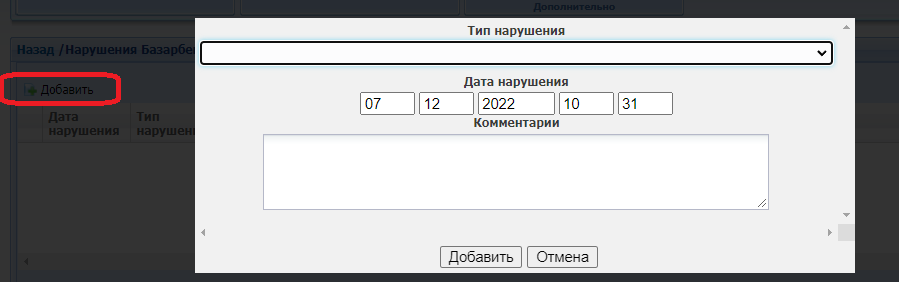 Дополнительно
Тип нарушения
Назад /Нарушения Базарбе
Дата нарушения
Добавить
07 12 2022 10 31
Дата нарушения
Тип нарушен
Комментарии
Добавить Отмена